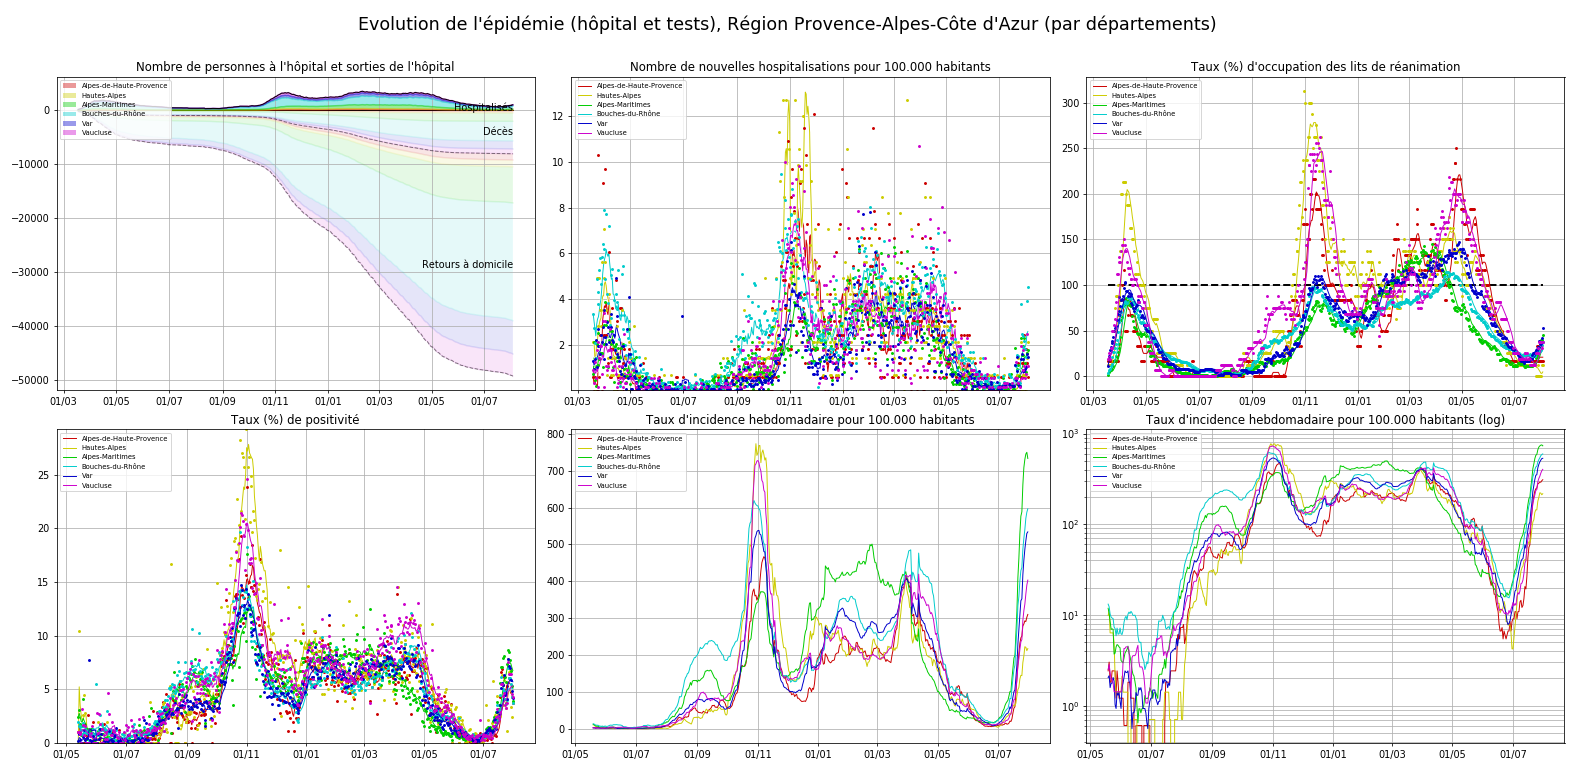 Evolution de l'épidémie (hôpital et tests), Région Provence-Alpes-Côte d'Azur (par départements)
Nombre de personnes à l'hôpital et sorties de l'hôpital
Alpes-de-Haute-Provence
Hautes-Alpes
Alpes-Maritimes
Bouches-du-Rhône
Var
Vaucluse
Hospitalisés
Décès
Retours à domicile
0
−10000
−20000
−30000
−40000
−50000
01/03 01/05 01/07 01/09 01/11 01/01 01/03 01/05 01/07
Nombre de nouvelles hospitalisations pour 100.000 habitants
Alpes-de-Haute-Provence
Hautes-Alpes
Alpes-Maritimes
Bouches-du-Rhône
Var
Vaucluse
12
10
8
6
4
2
01/03 01/05 01/07 01/09 01/11 01/01 01/03 01/05 01/07
Taux (%) d'occupation des lits de réanimation
Alpes-de-Haute-Provence
Hautes-Alpes
Alpes-Maritimes
Bouches-du-Rhône
Var
Vaucluse
300
250
200
150
100
50
0
01/03 01/05 01/07 01/09 01/11 01/01 01/03 01/05 01/07
Taux (%) de positivité
Alpes-de-Haute-Provence
Hautes-Alpes
Alpes-Maritimes
Bouches-du-Rhône
Var
Vaucluse
25
20
15
10
5
0
01/05 01/07 01/09 01/11 01/01 01/03 01/05 01/07
Taux d'incidence hebdomadaire pour 100.000 habitants
Alpes-de-Haute-Provence
Hautes-Alpes
Alpes-Maritimes
Bouches-du-Rhône
Var
Vaucluse
800
700
600
500
400
300
200
100
0
01/05 01/07 01/09 01/11 01/01 01/03 01/05 01/07
Taux d'incidence hebdomadaire pour 100.000 habitants (log)
Alpes-de-Haute-Provence
Hautes-Alpes
Alpes-Maritimes
Bouches-du-Rhône
Var
Vaucluse
10³
10²
10¹
10⁰
01/05 01/07 01/09 01/11 01/01 01/03 01/05 01/07